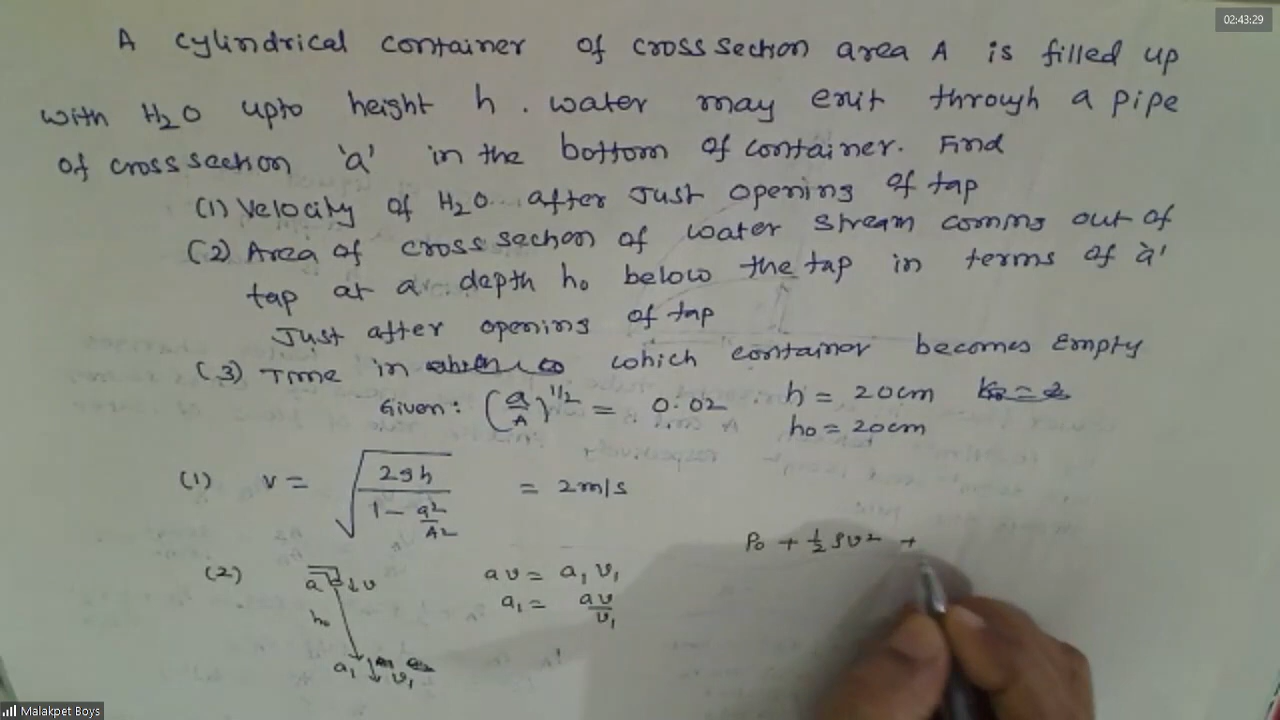 02:43:29
A cylindrical container of cross section area A is filled up
with H2O upto height h. water may exit through a pipe
of cross section 'a' in the bottom of container. Find
(1) Velocity of H2O after Just opening of tap
(2) Area of cross section of water stream coming out of
tap at a depth h0 below the tap in terms of 'a'
Just after opening of tap
(3) Time in which container becomes Empty
Given: (a/A)^1/2 = 0.02 h = 20cm
h0 = 20cm
(1) v = √(2gh / (1 - a²/A²)) = 2m/s
P0 + ½ ρv² +
(2) a v av = a1 v1
h0 a1 = av/v1
a1 v1
Malakpet Boys